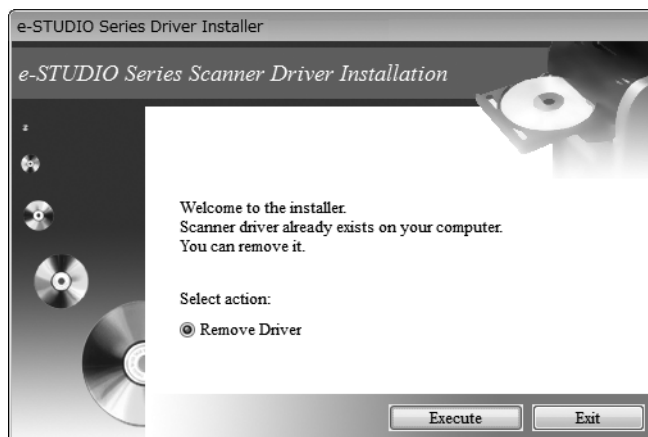 e-STUDIO Series Driver Installer
e-STUDIO Series Scanner Driver Installation
Welcome to the installer.
Scanner driver already exists on your computer.
You can remove it.
Select action:
Remove Driver
Execute
Exit